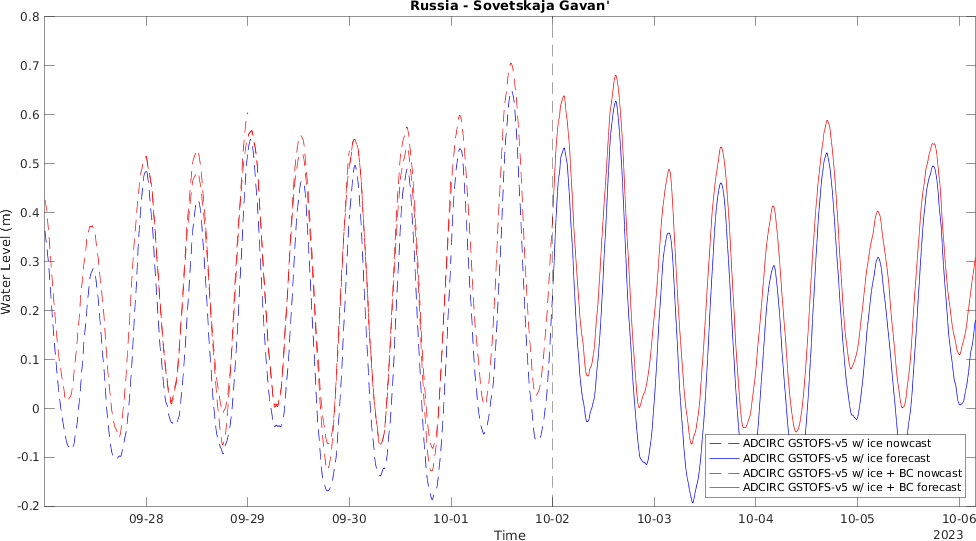 Russia - Sovetskaja Gavan'
Water Level (m)
0.8
0.7
0.6
0.5
0.4
0.3
0.2
0.1
0
-0.1
-0.2
ADCIRC GSTOFS-v5 w/ ice nowcast
ADCIRC GSTOFS-v5 w/ ice forecast
ADCIRC GSTOFS-v5 w/ ice + BC nowcast
ADCIRC GSTOFS-v5 w/ ice + BC forecast
09-28 09-29 09-30 10-01 10-02 10-03 10-04 10-05 10-06
Time
2023